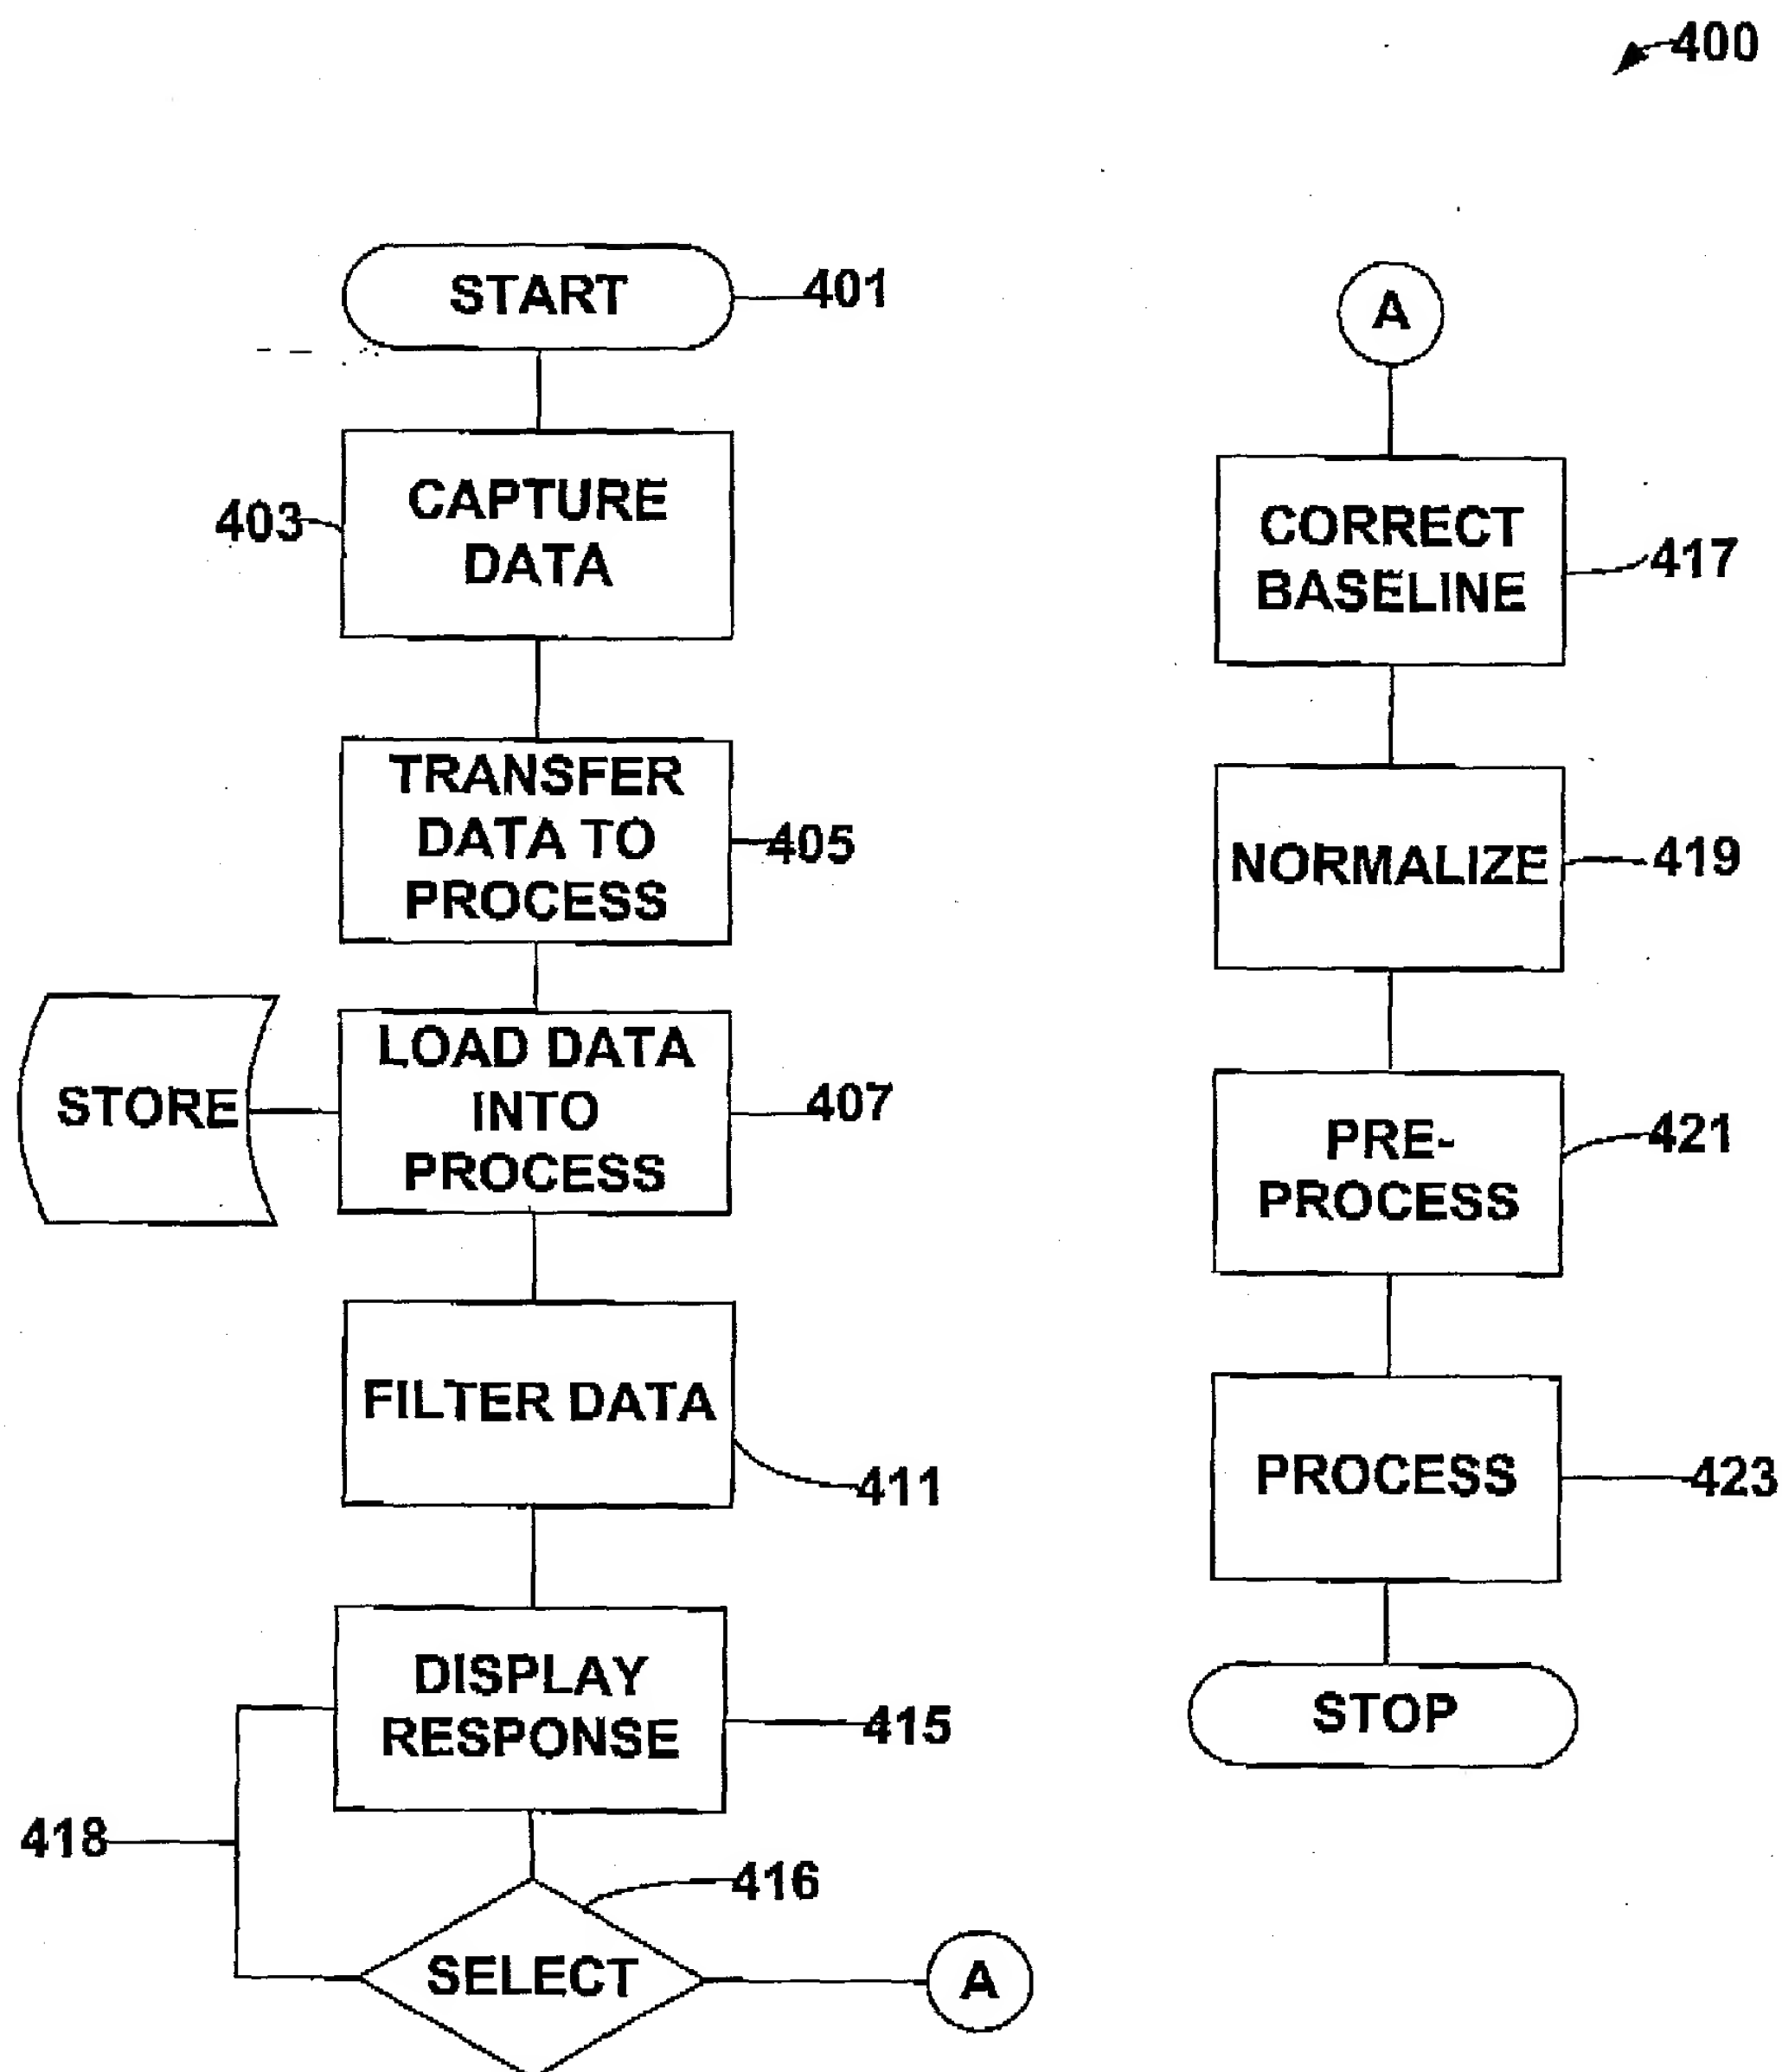 400
START
401
CAPTURE
DATA
403
TRANSFER
DATA TO
PROCESS
405
STORE
LOAD DATA
INTO
PROCESS
407
FILTER DATA
411
DISPLAY
RESPONSE
415
418
416
SELECT
A
A
CORRECT
BASELINE
417
NORMALIZE
419
PRE-
PROCESS
421
PROCESS
423
STOP